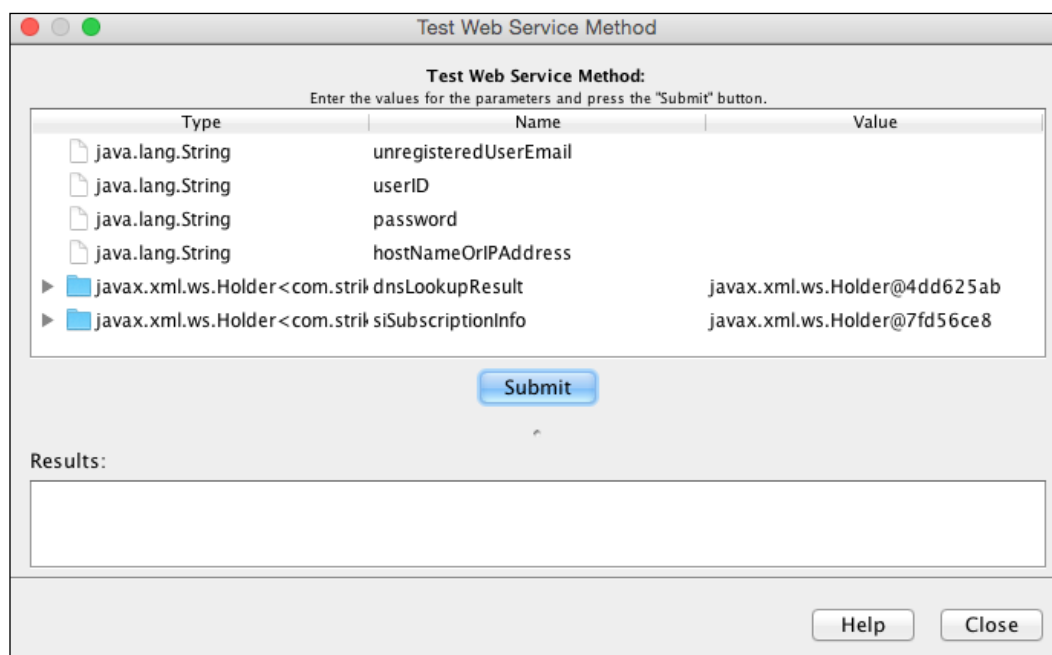 Test Web Service Method
Test Web Service Method:
Enter the values for the parameters and press the "Submit" button.
Type Name Value
java.lang.String unregisteredUserEmail
java.lang.String userID
java.lang.String password
java.lang.String hostNameOrIPAddress
javax.xml.ws.Holder<com.strik dnsLookupResult javax.xml.ws.Holder@4dd625ab
javax.xml.ws.Holder<com.strik siSubscriptionInfo javax.xml.ws.Holder@7fd56ce8
Submit
Results:
Help Close